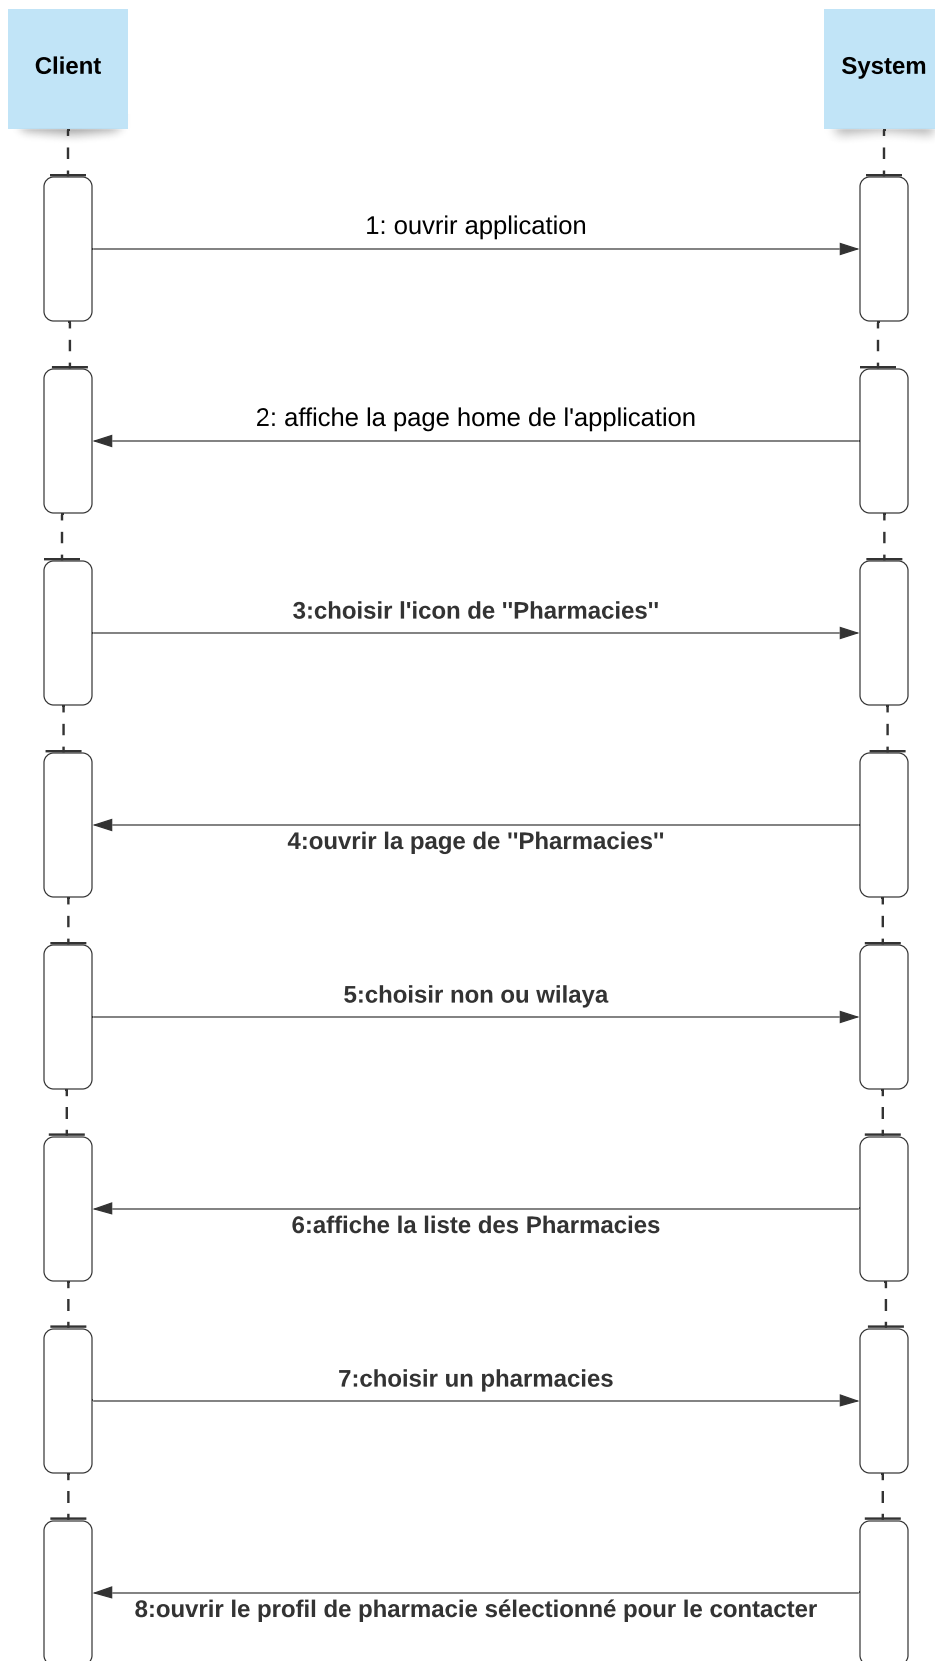 Client
System
1: ouvrir application
2: affiche la page home de l'application
3:choisir l'icon de ''Pharmacies''
4:ouvrir la page de ''Pharmacies''
5:choisir non ou wilaya
6:affiche la liste des Pharmacies
7:choisir un pharmacies
8:ouvrir le profil de pharmacie sélectionné pour le contacter